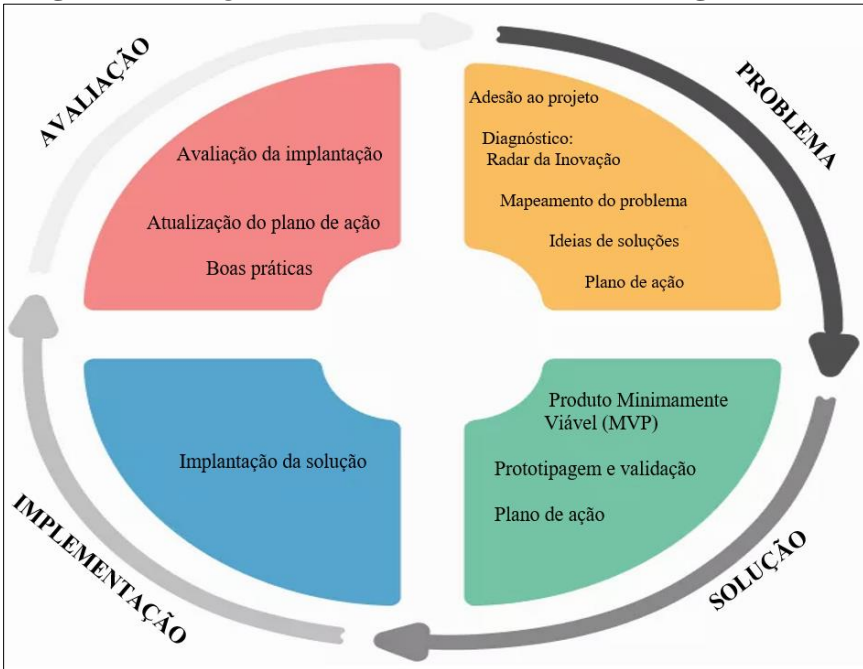 AVALIAÇÃO
Avaliação da implantação
Atualização do plano de ação
Boas práticas
PROBLEMA
Adesão ao projeto
Diagnóstico:
Radar da Inovação
Mapeamento do problema
Ideias de soluções
Plano de ação
SOLUÇÃO
Produto Minimamente
Viável (MVP)
Prototipagem e validação
Plano de ação
IMPLEMENTAÇÃO
Implantação da solução